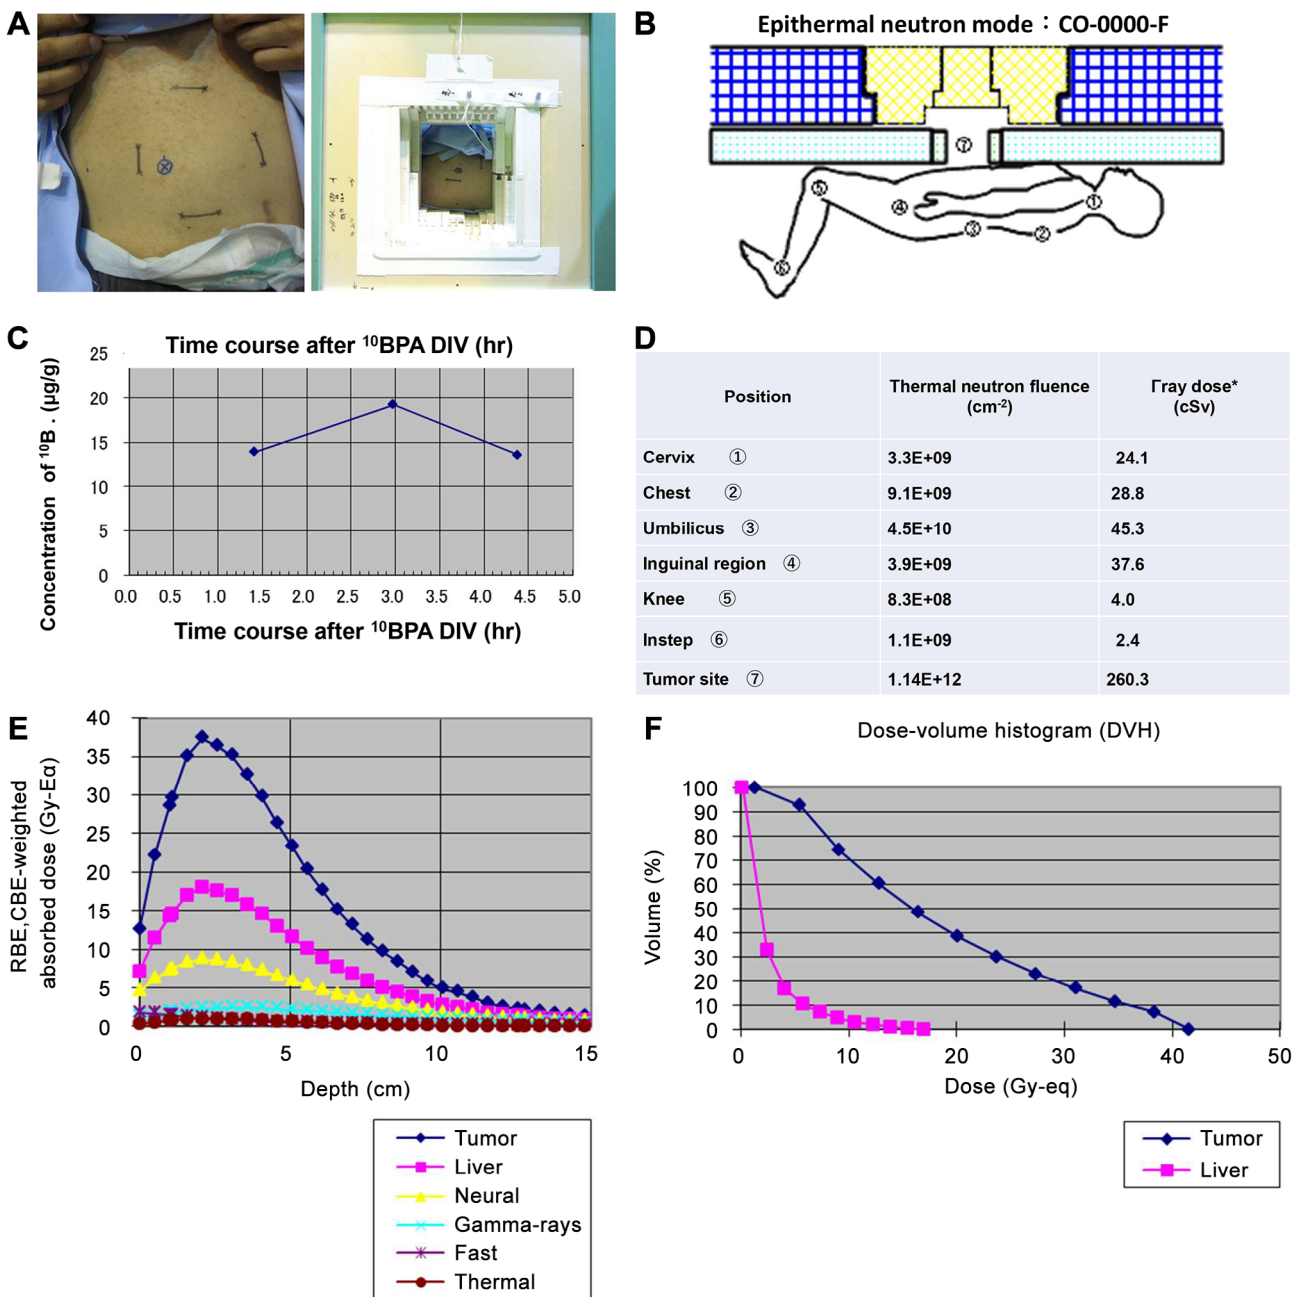 A
B
Epithermal neutron mode：CO-0000-F
⑦
⑤
④
①
③
②
⑥
C
Time course after ¹⁰BPA DIV (hr)
Concentration of ¹⁰B . (µg/g)
25
20
15
10
5
0
0.0 0.5 1.0 1.5 2.0 2.5 3.0 3.5 4.0 4.5 5.0
Time course after ¹⁰BPA DIV (hr)
D
Position Thermal neutron fluence (cm⁻²) Γray dose* (cSv)
Cervix ① 3.3E+09 24.1
Chest ② 9.1E+09 28.8
Umbilicus ③ 4.5E+10 45.3
Inguinal region ④ 3.9E+09 37.6
Knee ⑤ 8.3E+08 4.0
Instep ⑥ 1.1E+09 2.4
Tumor site ⑦ 1.14E+12 260.3
E
RBE,CBE-weighted
absorbed dose (Gy-Eα)
40
35
30
25
20
15
10
5
0
0 5 10 15
Depth (cm)
Tumor
Liver
Neural
Gamma-rays
Fast
Thermal
F
Dose-volume histogram (DVH)
Volume (%)
100
90
80
70
60
50
40
30
20
10
0
0 10 20 30 40 50
Dose (Gy-eq)
Tumor
Liver